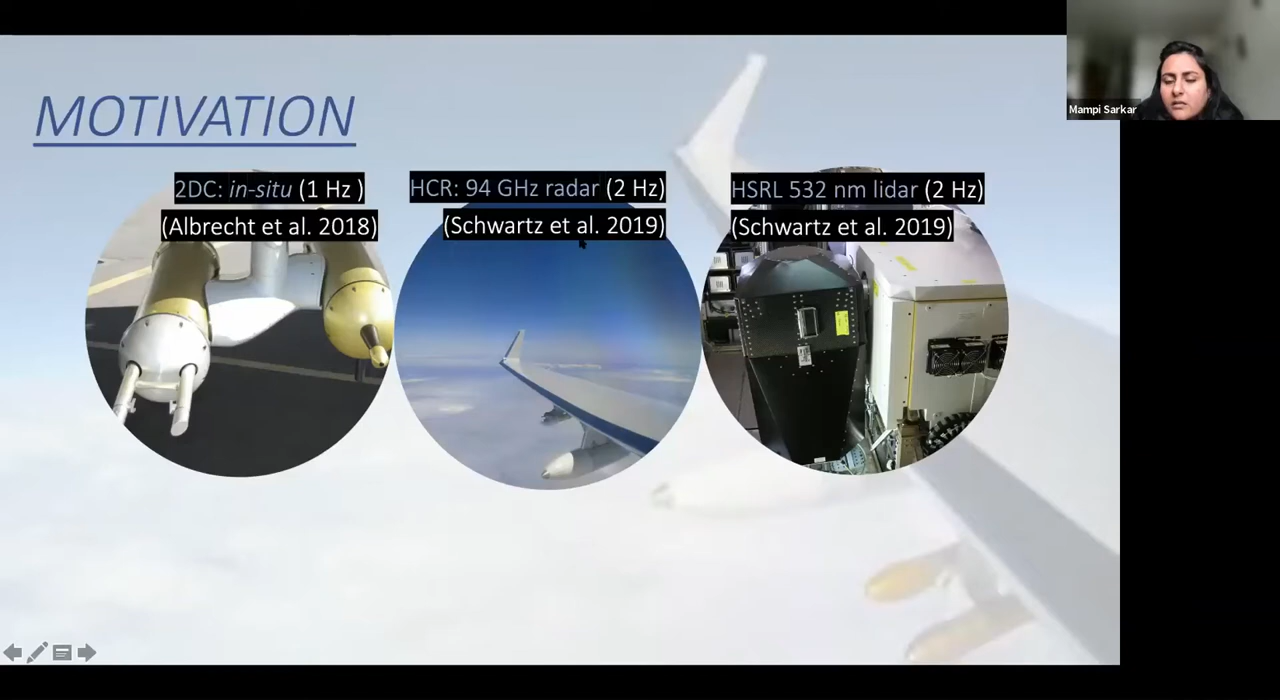 MOTIVATION
2DC: in-situ (1 Hz )
(Albrecht et al. 2018)
HCR: 94 GHz radar (2 Hz)
(Schwartz et al. 2019)
HSRL 532 nm lidar (2 Hz)
(Schwartz et al. 2019)
Mampi Sarkar